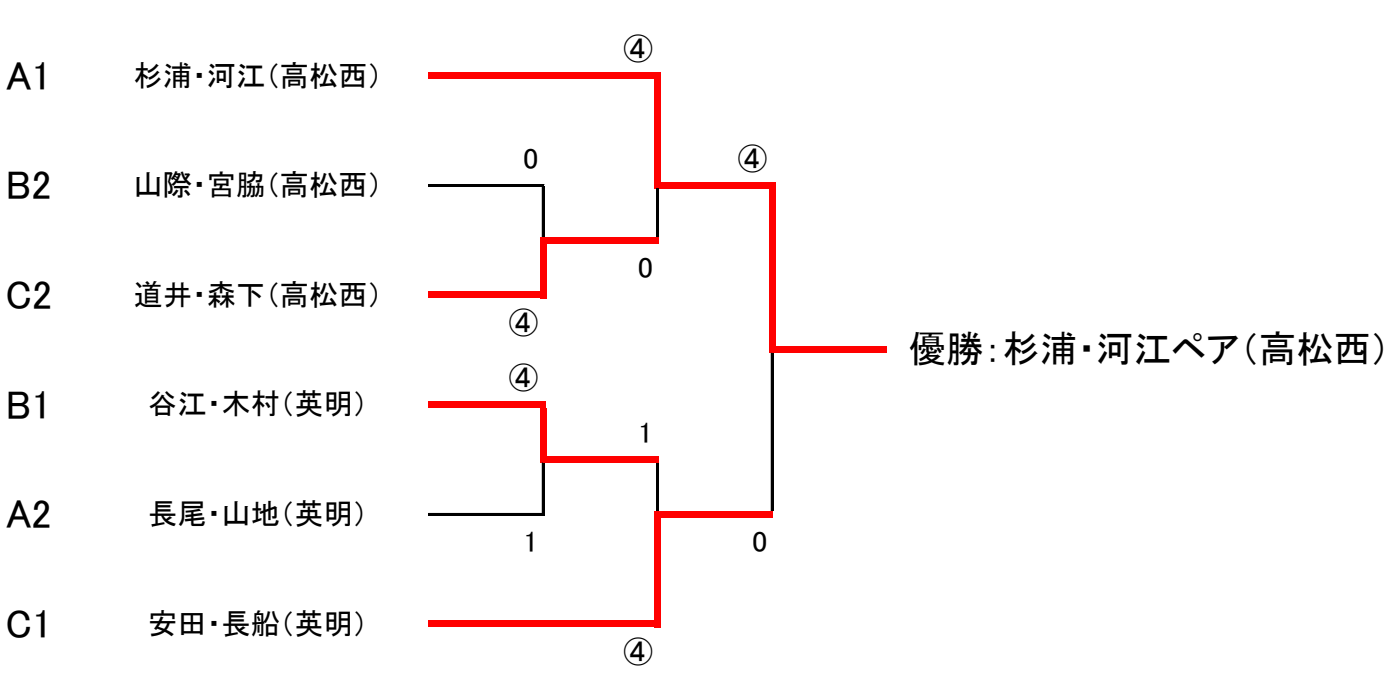 ④
A1 杉浦・河江(高松西)
0 ④
B2 山際・宮脇(高松西)
0
C2 道井・森下(高松西)
④
優勝:杉浦・河江ペア(高松西)
④
B1 谷江・木村(英明)
1
A2 長尾・山地(英明)
1 0
C1 安田・長船(英明)
④